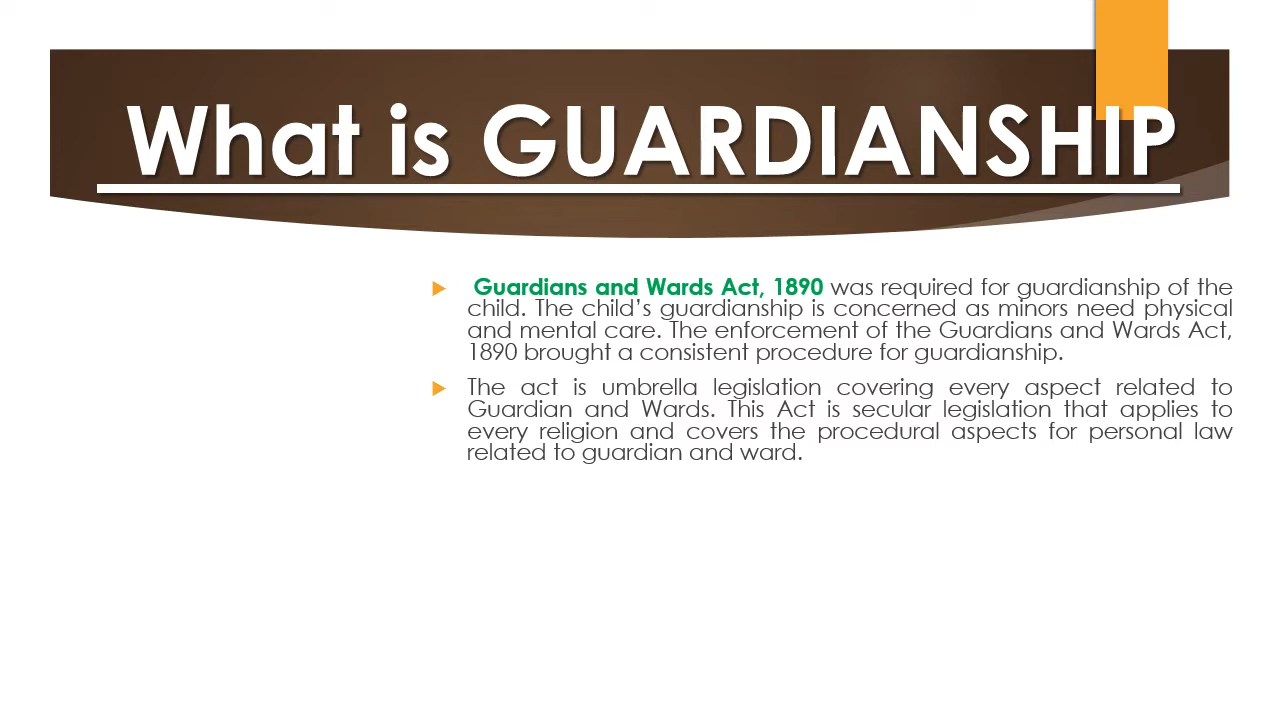 What is GUARDIANSHIP
Guardians and Wards Act, 1890 was required for guardianship of the
child. The child’s guardianship is concerned as minors need physical
and mental care. The enforcement of the Guardians and Wards Act,
1890 brought a consistent procedure for guardianship.
The act is umbrella legislation covering every aspect related to
Guardian and Wards. This Act is secular legislation that applies to
every religion and covers the procedural aspects for personal law
related to guardian and ward.